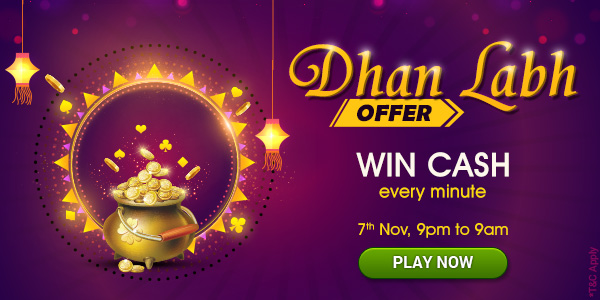 Dhan Labh
OFFER
WIN CASH
every minute
7th Nov, 9pm to 9am
PLAY NOW
*T&C Apply